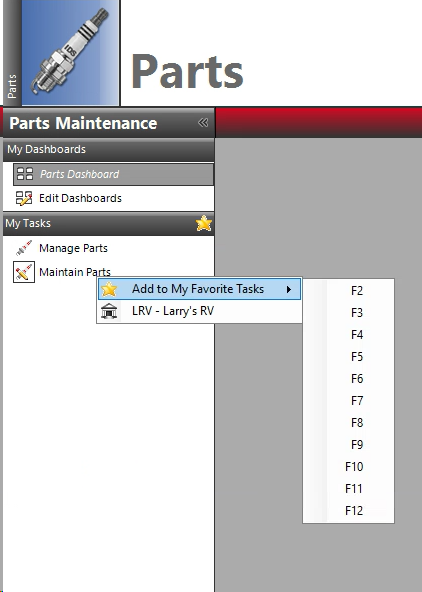 IDS
Parts
Parts
Parts Maintenance
My Dashboards
Parts Dashboard
Edit Dashboards
My Tasks
Manage Parts
Maintain Parts
Add to My Favorite Tasks
LRV - Larry's RV
F2
F3
F4
F5
F6
F7
F8
F9
F10
F11
F12